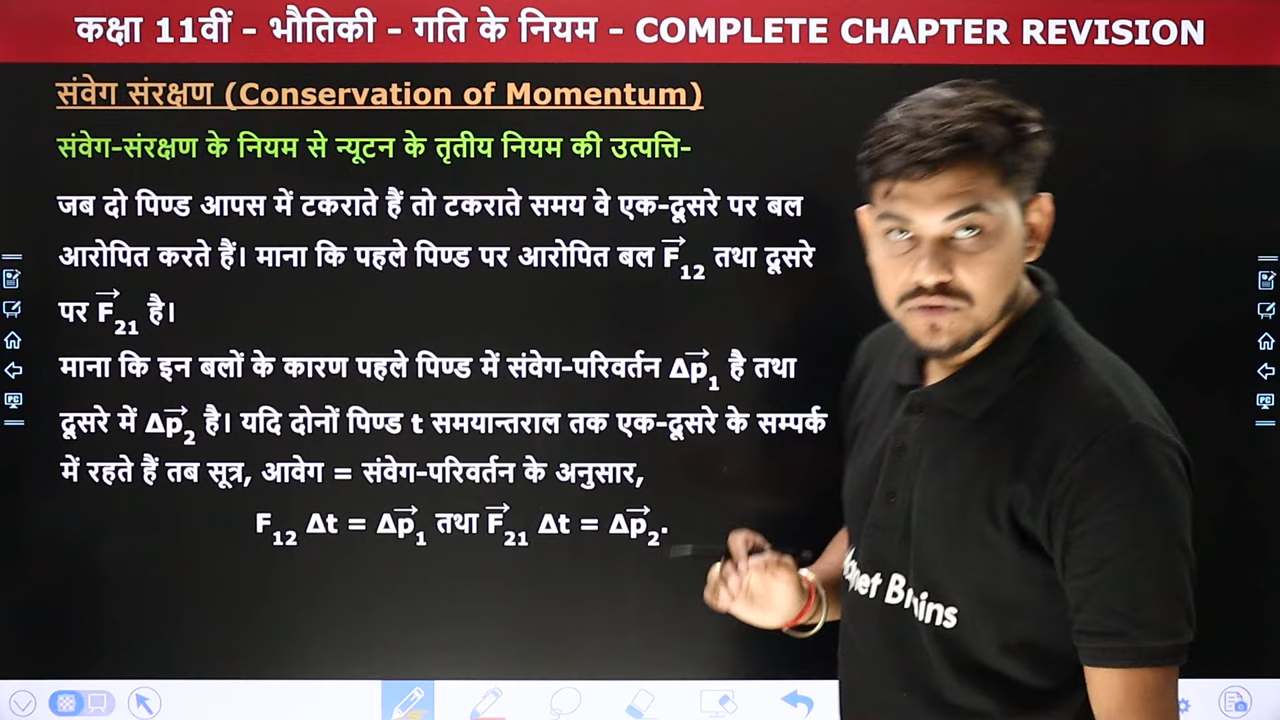 कक्षा 11वीं - भौतिकी - गति के नियम - COMPLETE CHAPTER REVISION
संवेग संरक्षण (Conservation of Momentum)
संवेग-संरक्षण के नियम से न्यूटन के तृतीय नियम की उत्पत्ति-
जब दो पिण्ड आपस में टकराते हैं तो टकराते समय वे एक-दूसरे पर बल
आरोपित करते हैं। माना कि पहले पिण्ड पर आरोपित बल F⃗₁₂ तथा दूसरे
पर F⃗₂₁ है।
माना कि इन बलों के कारण पहले पिण्ड में संवेग-परिवर्तन Δp⃗₁ है तथा
दूसरे में Δp⃗₂ है। यदि दोनों पिण्ड t समयान्तराल तक एक-दूसरे के सम्पर्क
में रहते हैं तब सूत्र, आवेग = संवेग-परिवर्तन के अनुसार,
F₁₂ Δt = Δp⃗₁ तथा F⃗₂₁ Δt = Δp⃗₂.
PC
PC